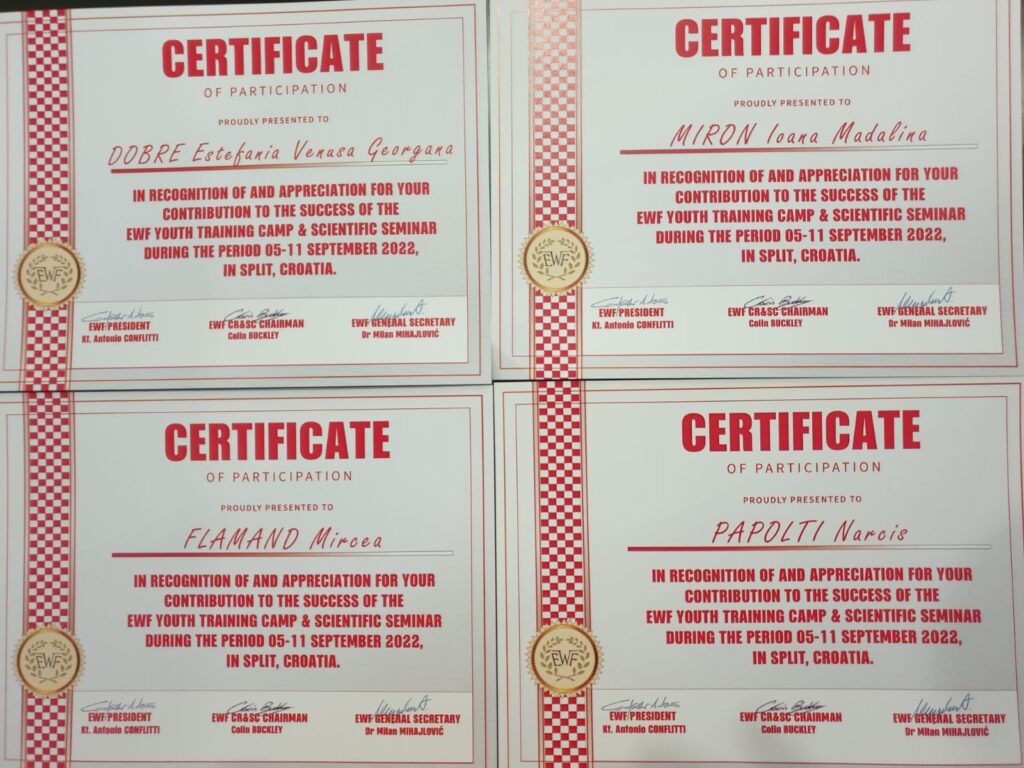 CERTIFICATE
OF PARTICIPATION
PROUDLY PRESENTED TO
DOBRE Estefania Venusa Georgana
IN RECOGNITION OF AND APPRECIATION FOR YOUR
CONTRIBUTION TO THE SUCCESS OF THE
EWF YOUTH TRAINING CAMP & SCIENTIFIC SEMINAR
DURING THE PERIOD 05-11 SEPTEMBER 2022,
IN SPLIT, CROATIA.
EWF
EWF PRESIDENT
Kt. Antonio CONFLITTI
EWF CR&SC CHAIRMAN
Colin BUCKLEY
EWF GENERAL SECRETARY
Dr Milan MIHAJLOVIĆ
CERTIFICATE
OF PARTICIPATION
PROUDLY PRESENTED TO
MIRON Ioana Madalina
IN RECOGNITION OF AND APPRECIATION FOR YOUR
CONTRIBUTION TO THE SUCCESS OF THE
EWF YOUTH TRAINING CAMP & SCIENTIFIC SEMINAR
DURING THE PERIOD 05-11 SEPTEMBER 2022,
IN SPLIT, CROATIA.
EWF
EWF PRESIDENT
Kt. Antonio CONFLITTI
EWF CR&SC CHAIRMAN
Colin BUCKLEY
EWF GENERAL SECRETARY
Dr Milan MIHAJLOVIĆ
CERTIFICATE
OF PARTICIPATION
PROUDLY PRESENTED TO
FLAMAND Mircea
IN RECOGNITION OF AND APPRECIATION FOR YOUR
CONTRIBUTION TO THE SUCCESS OF THE
EWF YOUTH TRAINING CAMP & SCIENTIFIC SEMINAR
DURING THE PERIOD 05-11 SEPTEMBER 2022,
IN SPLIT, CROATIA.
EWF
EWF PRESIDENT
Kt. Antonio CONFLITTI
EWF CR&SC CHAIRMAN
Colin BUCKLEY
EWF GENERAL SECRETARY
Dr Milan MIHAJLOVIĆ
CERTIFICATE
OF PARTICIPATION
PROUDLY PRESENTED TO
PAPOLTI Narcis
IN RECOGNITION OF AND APPRECIATION FOR YOUR
CONTRIBUTION TO THE SUCCESS OF THE
EWF YOUTH TRAINING CAMP & SCIENTIFIC SEMINAR
DURING THE PERIOD 05-11 SEPTEMBER 2022,
IN SPLIT, CROATIA.
EWF
EWF PRESIDENT
Kt. Antonio CONFLITTI
EWF CR&SC CHAIRMAN
Colin BUCKLEY
EWF GENERAL SECRETARY
Dr Milan MIHAJLOVIĆ